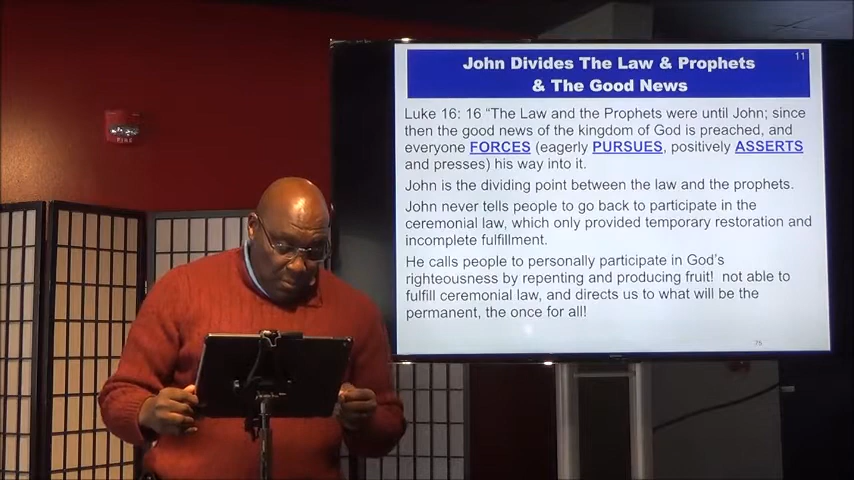 John Divides The Law & Prophets
& The Good News
11
Luke 16: 16 “The Law and the Prophets were until John; since
then the good news of the kingdom of God is preached, and
everyone FORCES (eagerly PURSUES, positively ASSERTS
and presses) his way into it.
John is the dividing point between the law and the prophets.
John never tells people to go back to participate in the
ceremonial law, which only provided temporary restoration and
incomplete fulfillment.
He calls people to personally participate in God’s
righteousness by repenting and producing fruit!  not able to
fulfill ceremonial law, and directs us to what will be the
permanent, the once for all!
75
FIRE